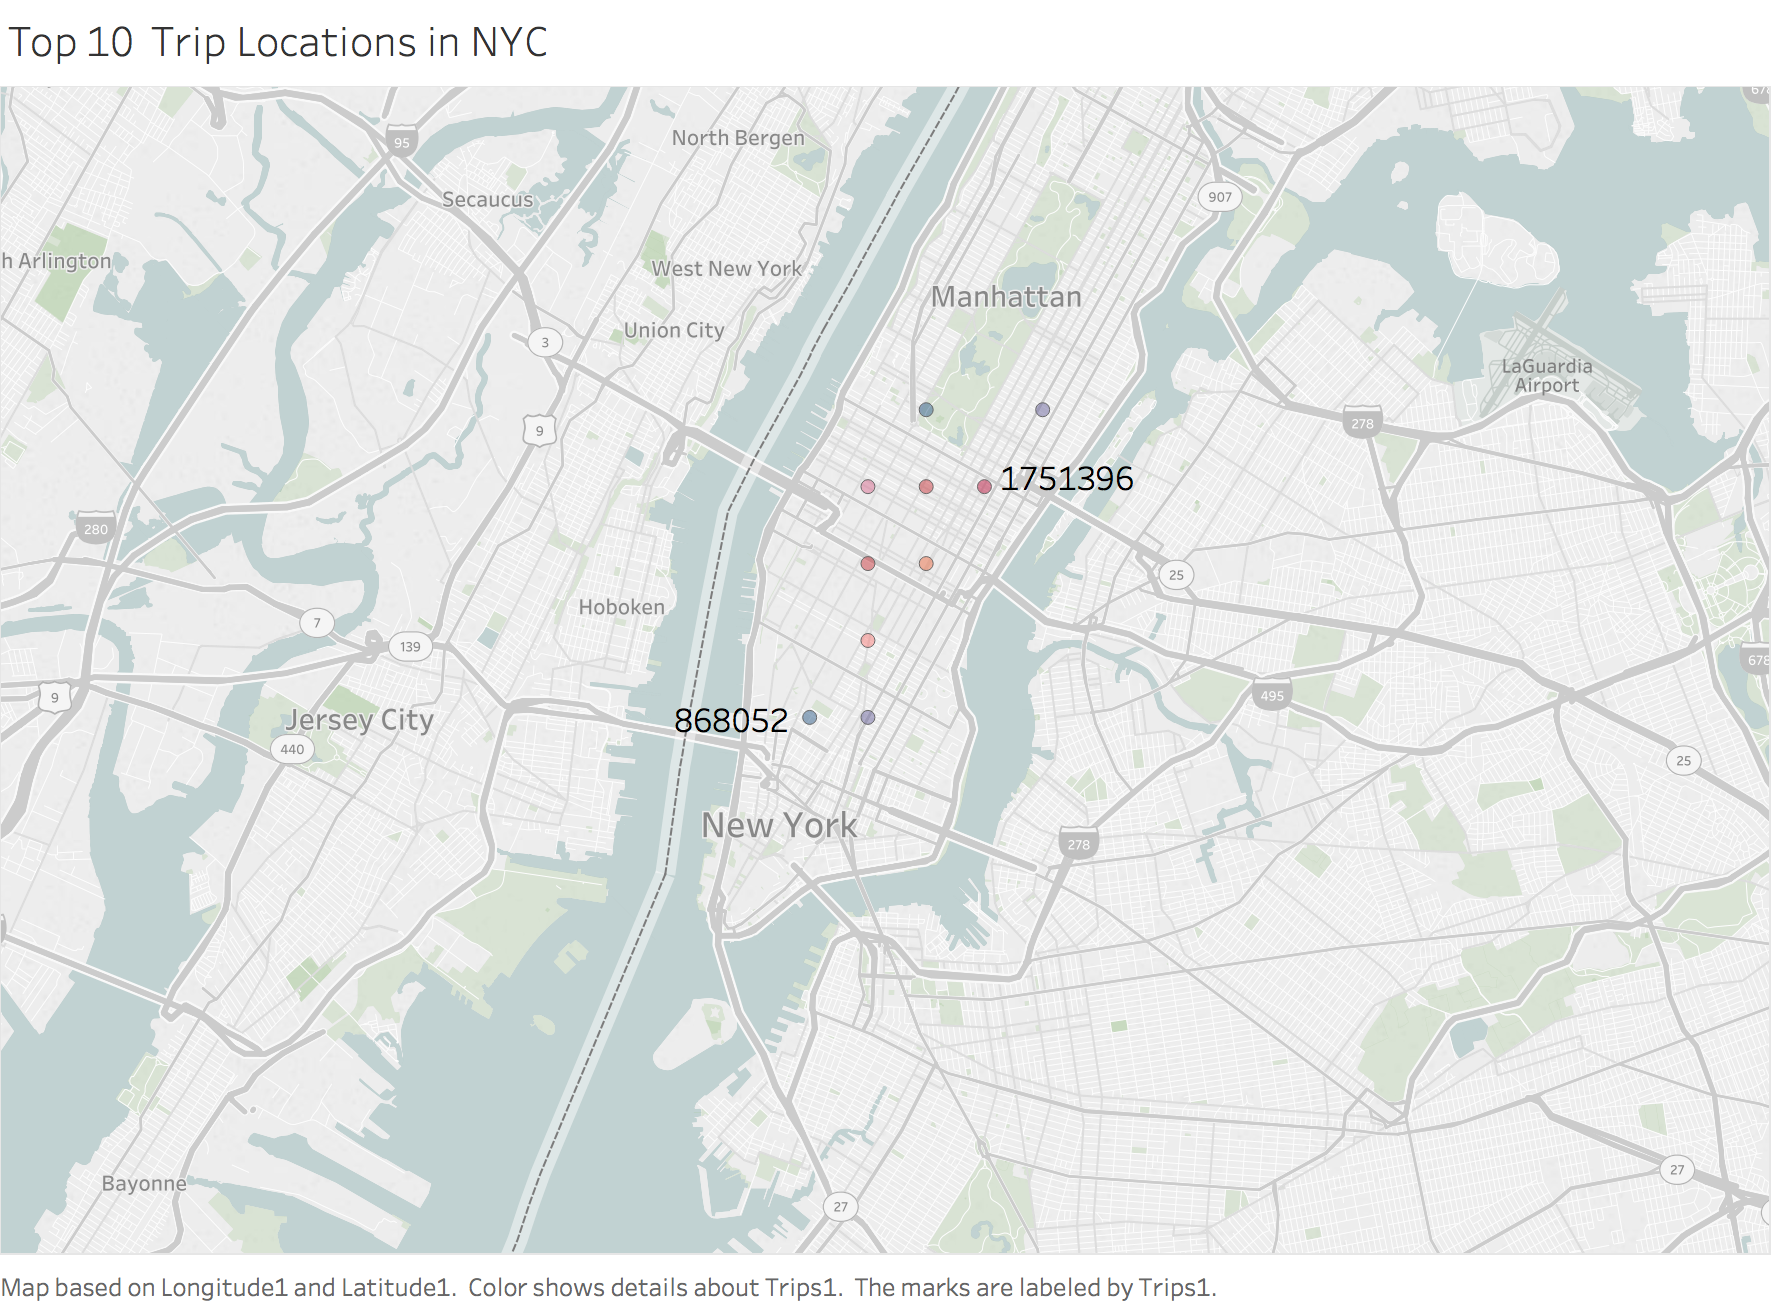 Top 10 Trip Locations in NYC
678
95
North Bergen
Secaucus
907
h Arlington
West New York
Manhattan
Union City
3
LaGuardia
Airport
9
278
1751396
280
25
Hoboken
7
139
678
9
495
Jersey City
868052
440
25
New York
278
Bayonne
27
27
Map based on Longitude1 and Latitude1. Color shows details about Trips1. The marks are labeled by Trips1.